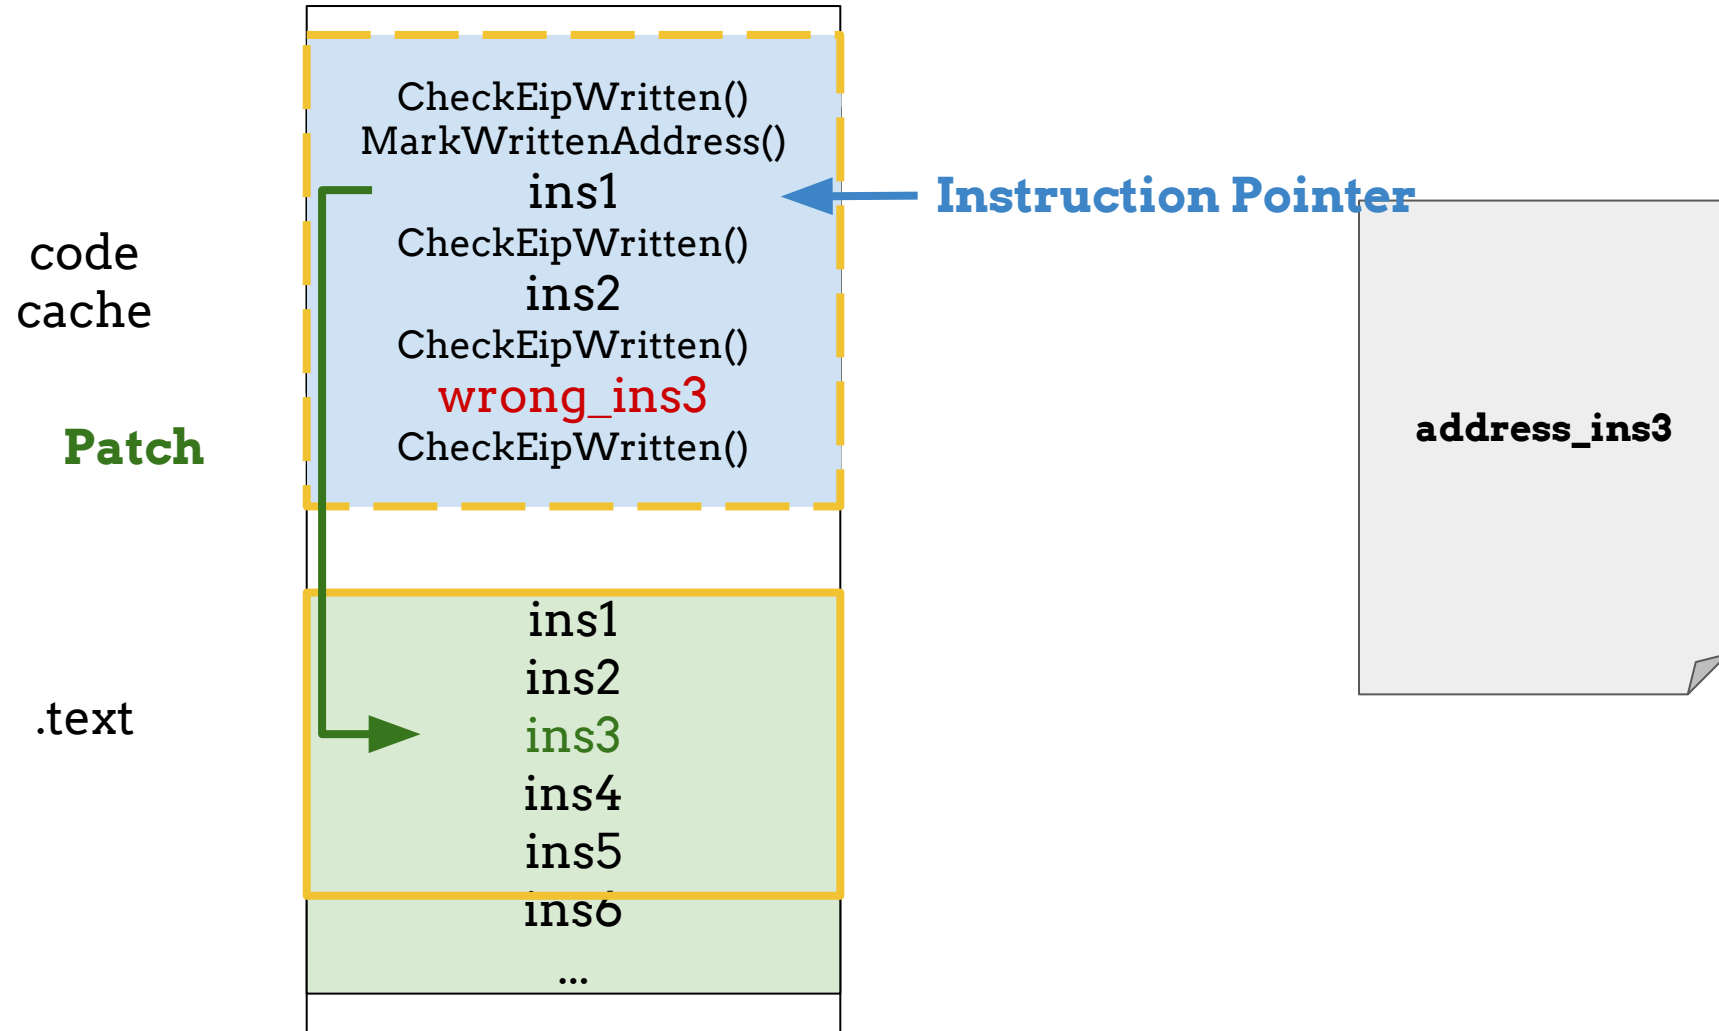 CheckEipWritten()
MarkWrittenAddress()
ins1
CheckEipWritten()
ins2
CheckEipWritten()
wrong_ins3
CheckEipWritten()
Instruction Pointer
code
cache
Patch
address_ins3
.text
ins1
ins2
ins3
ins4
ins5
ins6
...